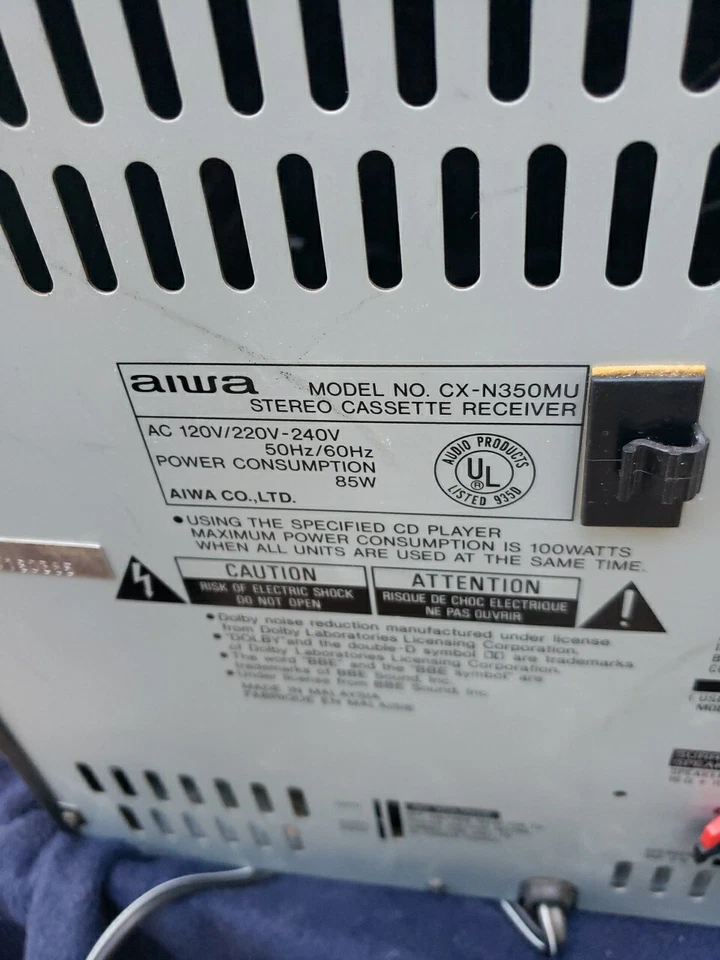 aiwa MODEL NO. CX-N350MU
STEREO CASSETTE RECEIVER
AC 120V/220V-240V
50Hz/60Hz
POWER CONSUMPTION
85W
AIWA CO.,LTD.
AUDIO PRODUCTS
UL
®
LISTED 935D
•USING THE SPECIFIED CD PLAYER
MAXIMUM POWER CONSUMPTION IS 100WATTS
WHEN ALL UNITS ARE USED AT THE SAME TIME.
CAUTION
RISK OF ELECTRIC SHOCK
DO NOT OPEN
ATTENTION
RISQUE DE CHOC ELECTRIQUE
NE PAS OUVRIR
!
•Dolby noise reduction manufactured under license
from Dolby Laboratories Licensing Corporation.
•"DOLBY" and the double-D symbol are trademarks
of Dolby Laboratories Licensing Corporation.
•The word "BBE" and the "BBE symbol" are
trademarks of BBE Sound, Inc.
•Under license from BBE Sound, Inc.
MADE IN MALAYSIA
FABRIQUE EN MALAISIE